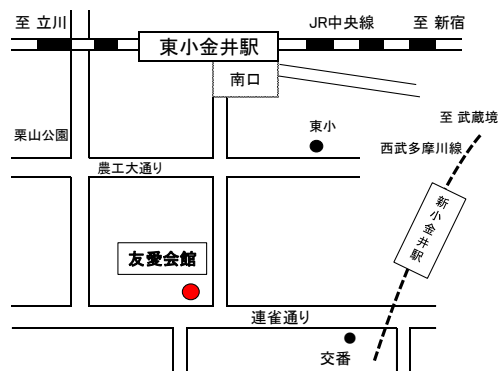 至 立川
JR中央線
至 新宿
東小金井駅
南口
至 武蔵境
東小
栗山公園
西武多摩川線
農工大通り
新小金井駅
友愛会館
連雀通り
交番